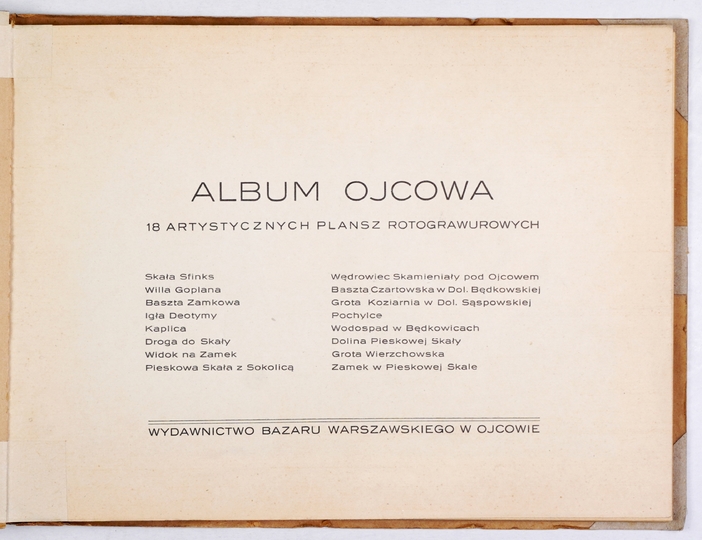 ALBUM OJCOWA
18 ARTYSTYCZNYCH PLANSZ ROTOGRAWUROWYCH
Skała Sfinks
Willa Goplana
Baszta Zamkowa
Igła Deotymy
Kaplica
Droga do Skały
Widok na Zamek
Pieskowa Skała z Sokolicą
Wędrowiec Skamieniały pod Ojcowem
Baszta Czartowska w Dol. Będkowskiej
Grota Koziarnia w Dol. Sąspowskiej
Pochylce
Wodospad w Będkowicach
Dolina Pieskowej Skały
Grota Wierzchowska
Zamek w Pieskowej Skale
WYDAWNICTWO BAZARU WARSZAWSKIEGO W OJCOWIE